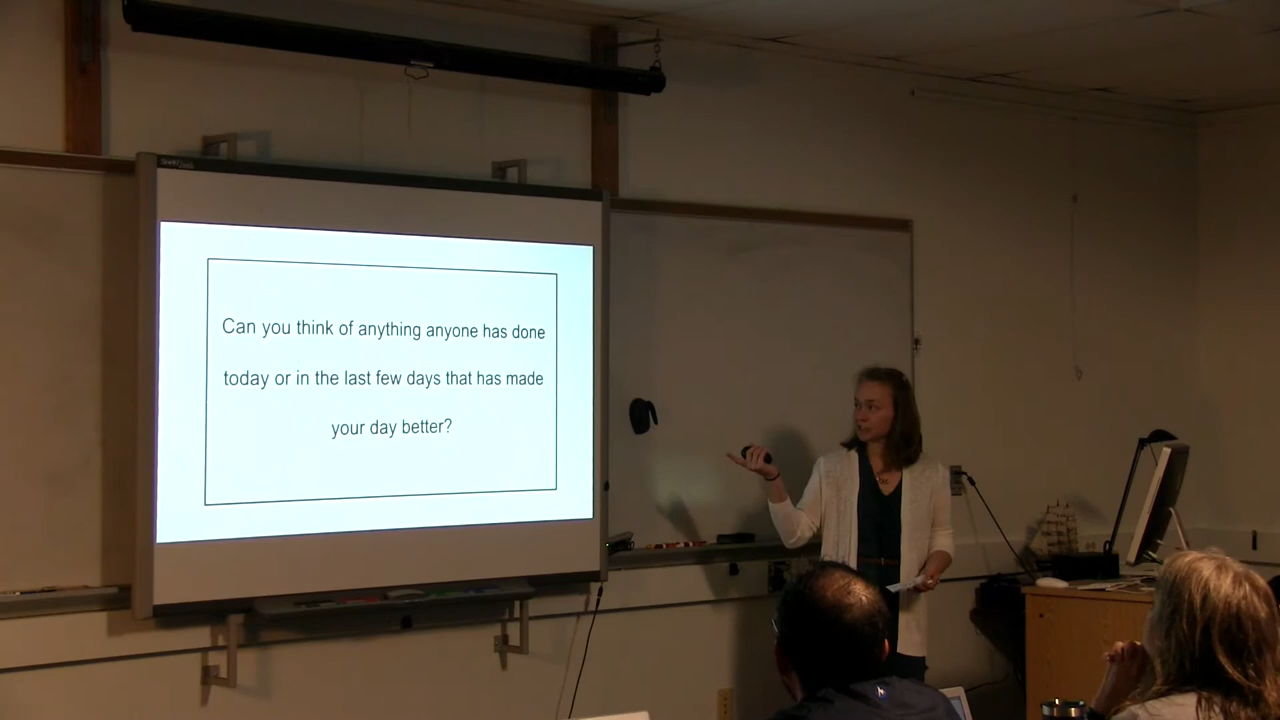 Can you think of anything anyone has done
today or in the last few days that has made
your day better?